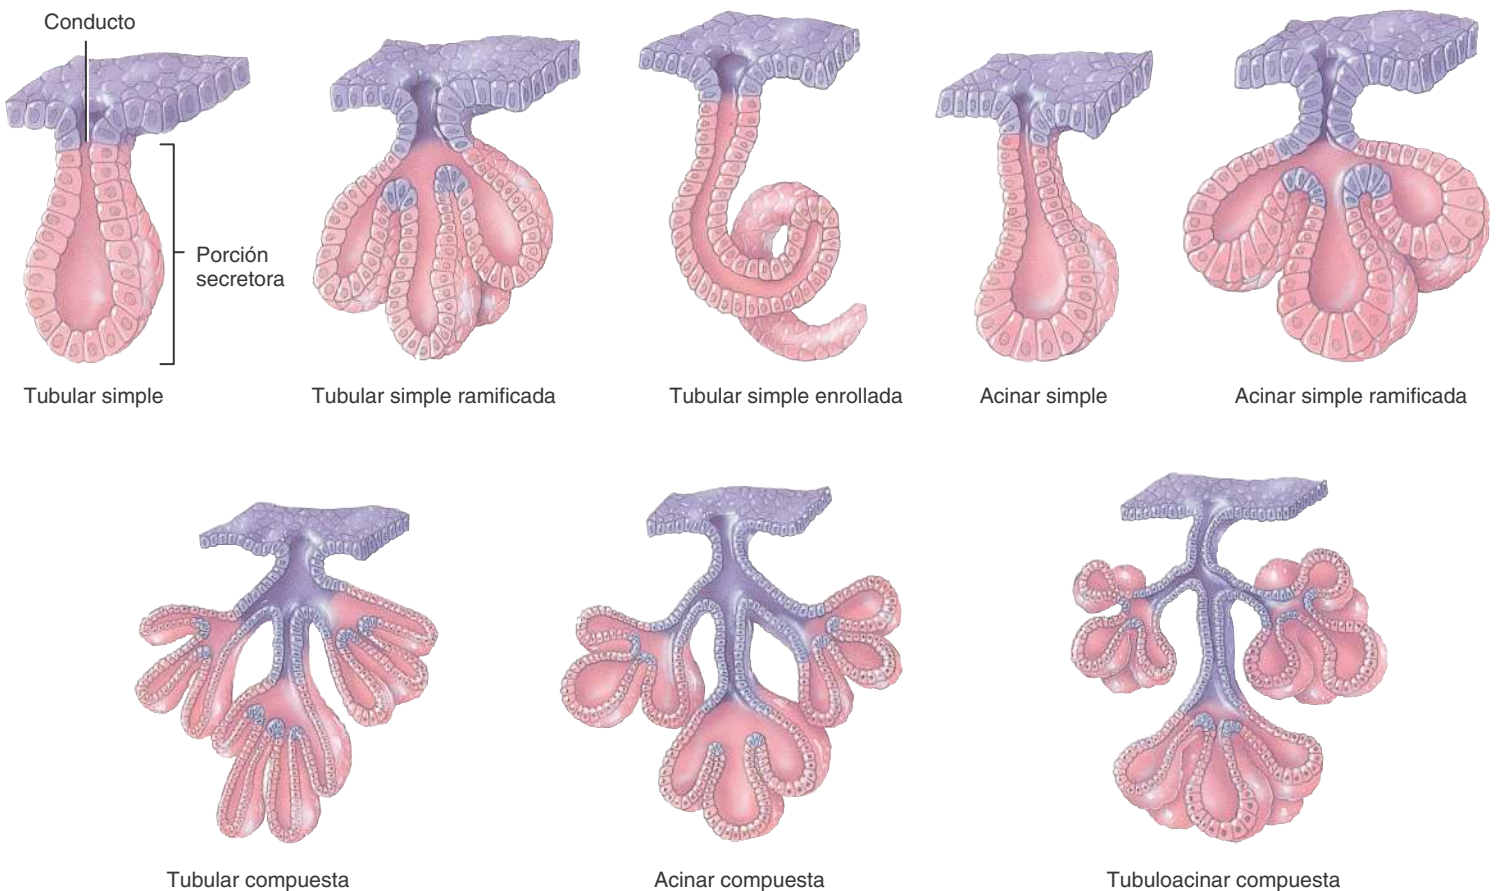 Conducto
Porción
secretora
Tubular simple
Tubular simple ramificada
Tubular simple enrollada
Acinar simple
Acinar simple ramificada
Tubular compuesta
Acinar compuesta
Tubuloacinar compuesta